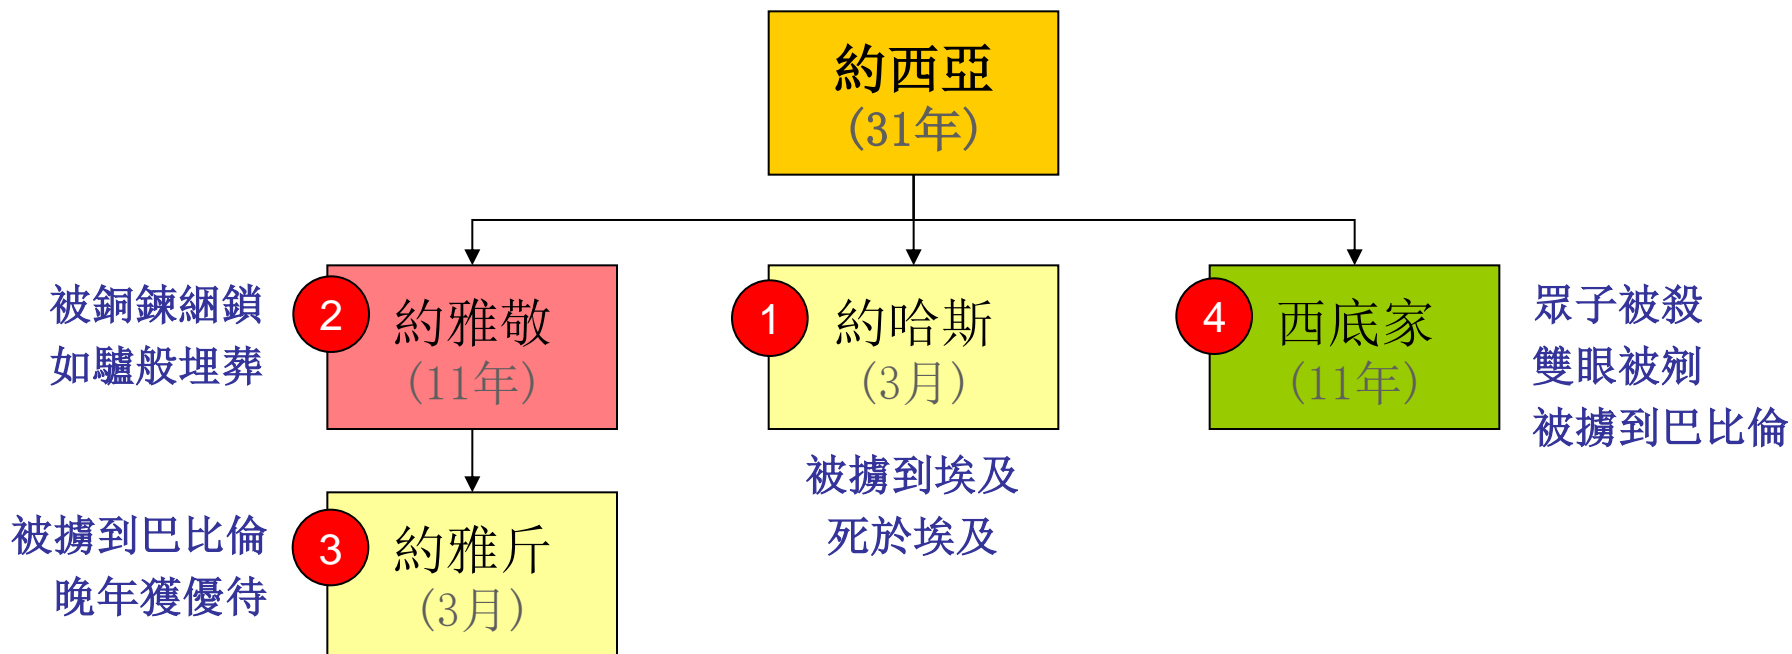 約西亞
(31年)
被銅鍊綑鎖
如驢般埋葬
2
約雅敬
(11年)
1
約哈斯
(3月)
被擄到埃及
死於埃及
4
西底家
(11年)
眾子被殺
雙眼被剜
被擄到巴比倫
被擄到巴比倫
晚年獲優待
3
約雅斤
(3月)